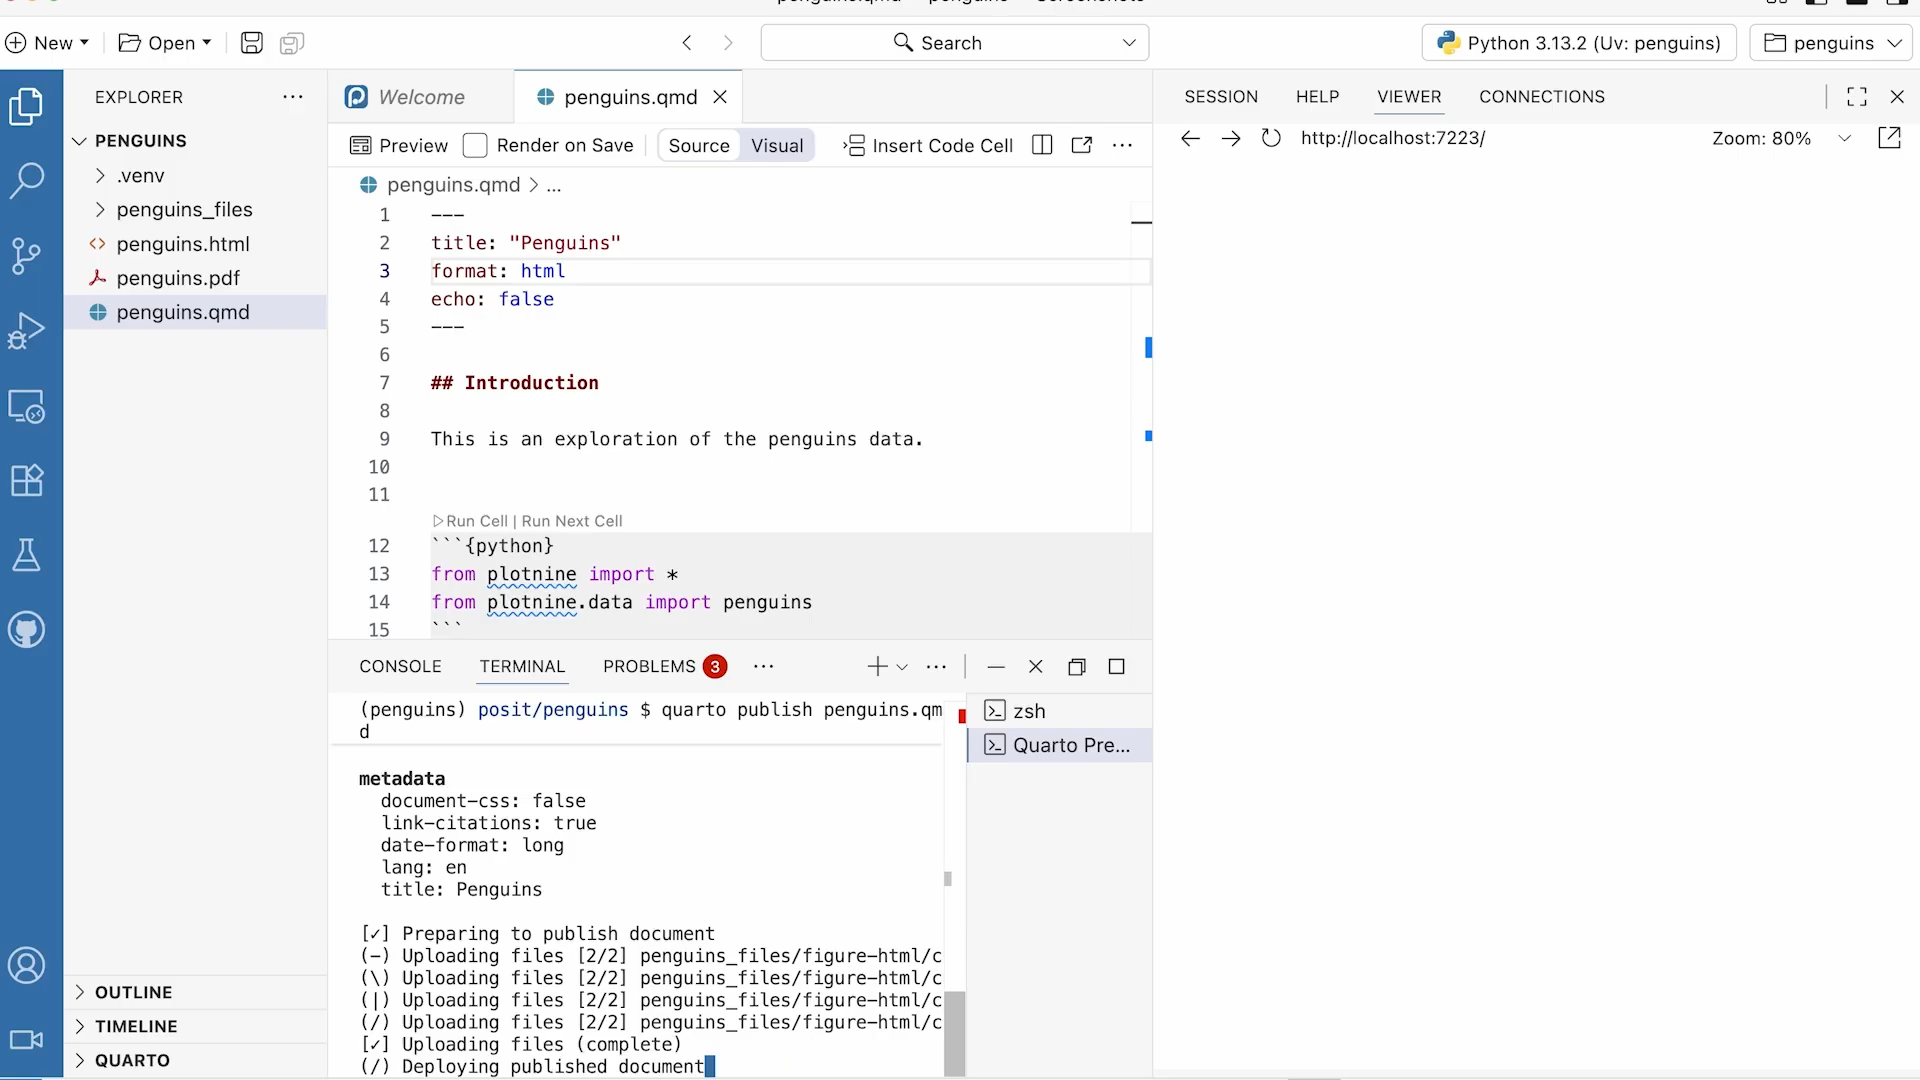 New
Open
Search
Python 3.13.2 (Uv: penguins)
penguins
EXPLORER
PENGUINS
.venv
penguins_files
penguins.html
penguins.pdf
penguins.qmd
OUTLINE
TIMELINE
QUARTO
Welcome
penguins.qmd
Preview
Render on Save
Source
Visual
Insert Code Cell
penguins.qmd > ...
1 ---
2 title: "Penguins"
3 format: html
4 echo: false
5 ---
6
7 ## Introduction
8
9 This is an exploration of the penguins data.
10
11
Run Cell | Run Next Cell
12 ```{python}
13 from plotnine import *
14 from plotnine.data import penguins
15 ```
CONSOLE
TERMINAL
PROBLEMS 3
(penguins) posit/penguins $ quarto publish penguins.qm
d
metadata
document-css: false
link-citations: true
date-format: long
lang: en
title: Penguins
[✓] Preparing to publish document
(-) Uploading files [2/2] penguins_files/figure-html/c
(\) Uploading files [2/2] penguins_files/figure-html/c
(|) Uploading files [2/2] penguins_files/figure-html/c
(/) Uploading files [2/2] penguins_files/figure-html/c
[✓] Uploading files (complete)
(/) Deploying published document
zsh
Quarto Pre...
SESSION
HELP
VIEWER
CONNECTIONS
http://localhost:7223/
Zoom: 80%